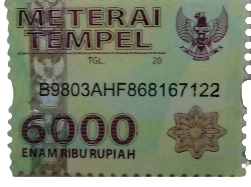 METERAI
TEMPEL
TGL. 20
B9803AHF868167122
6000
ENAM RIBU RUPIAH